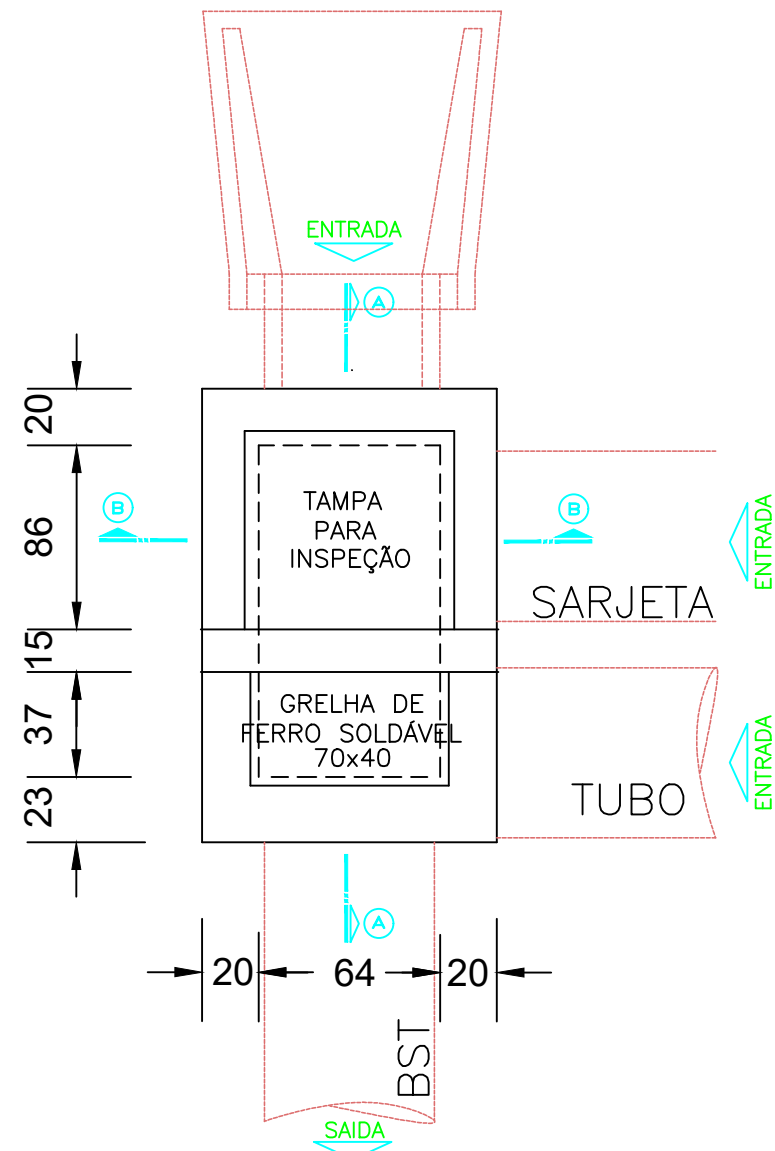 ENTRADA
A
20
86
15
37
23
B
B
TAMPA
PARA
INSPEÇÃO
ENTRADA
SARJETA
GRELHA DE
FERRO SOLDÁVEL
70x40
TUBO
ENTRADA
A
20
64
20
BST
SAIDA